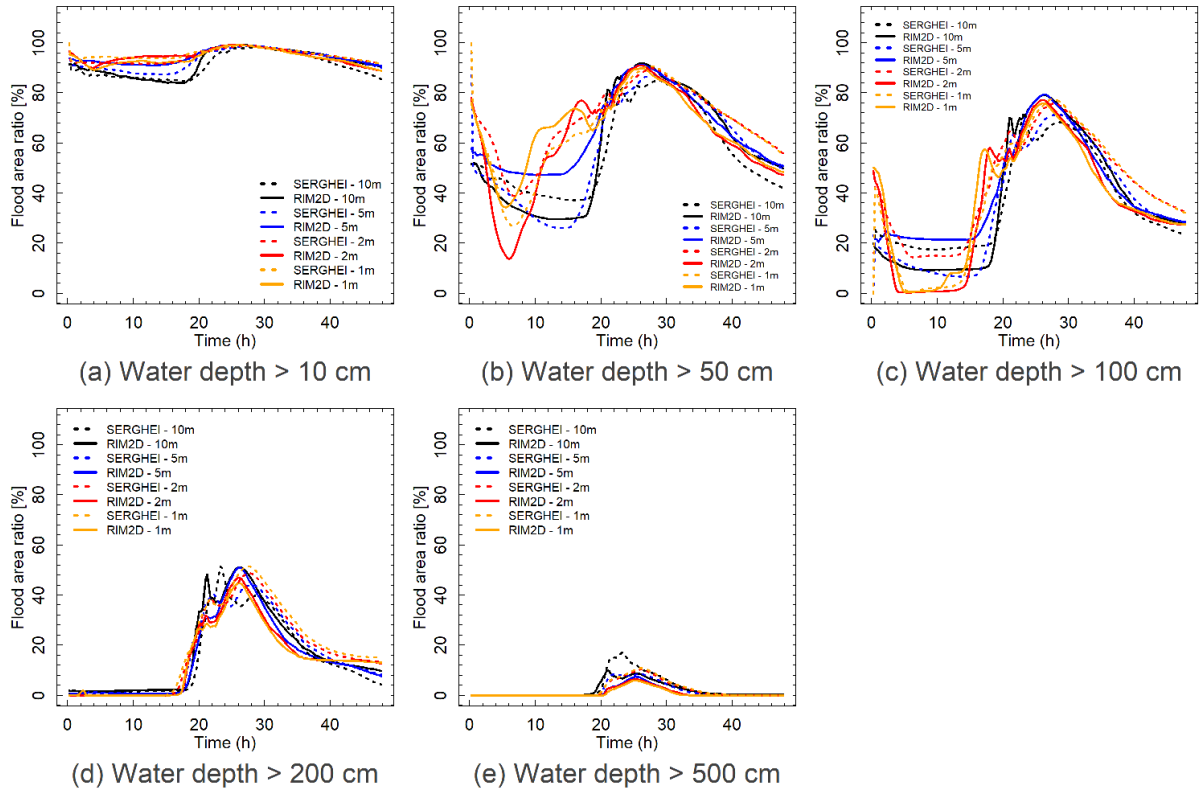 Flood area ratio [%]
100
80
60
40
20
0
SERGHEI - 10m
RIM2D - 10m
SERGHEI - 5m
RIM2D - 5m
SERGHEI - 2m
RIM2D - 2m
SERGHEI - 1m
RIM2D - 1m
0 10 20 30 40
Time (h)
(a) Water depth > 10 cm
Flood area ratio [%]
100
80
60
40
20
0
SERGHEI - 10m
RIM2D - 10m
SERGHEI - 5m
RIM2D - 5m
SERGHEI - 2m
RIM2D - 2m
SERGHEI - 1m
RIM2D - 1m
0 10 20 30 40
Time (h)
(b) Water depth > 50 cm
Flood area ratio [%]
100
80
60
40
20
0
SERGHEI - 10m
RIM2D - 10m
SERGHEI - 5m
RIM2D - 5m
SERGHEI - 2m
RIM2D - 2m
SERGHEI - 1m
RIM2D - 1m
0 10 20 30 40
Time (h)
(c) Water depth > 100 cm
Flood area ratio [%]
100
80
60
40
20
0
SERGHEI - 10m
RIM2D - 10m
SERGHEI - 5m
RIM2D - 5m
SERGHEI - 2m
RIM2D - 2m
SERGHEI - 1m
RIM2D - 1m
0 10 20 30 40
Time (h)
(d) Water depth > 200 cm
Flood area ratio [%]
100
80
60
40
20
0
SERGHEI - 10m
RIM2D - 10m
SERGHEI - 5m
RIM2D - 5m
SERGHEI - 2m
RIM2D - 2m
SERGHEI - 1m
RIM2D - 1m
0 10 20 30 40
Time (h)
(e) Water depth > 500 cm